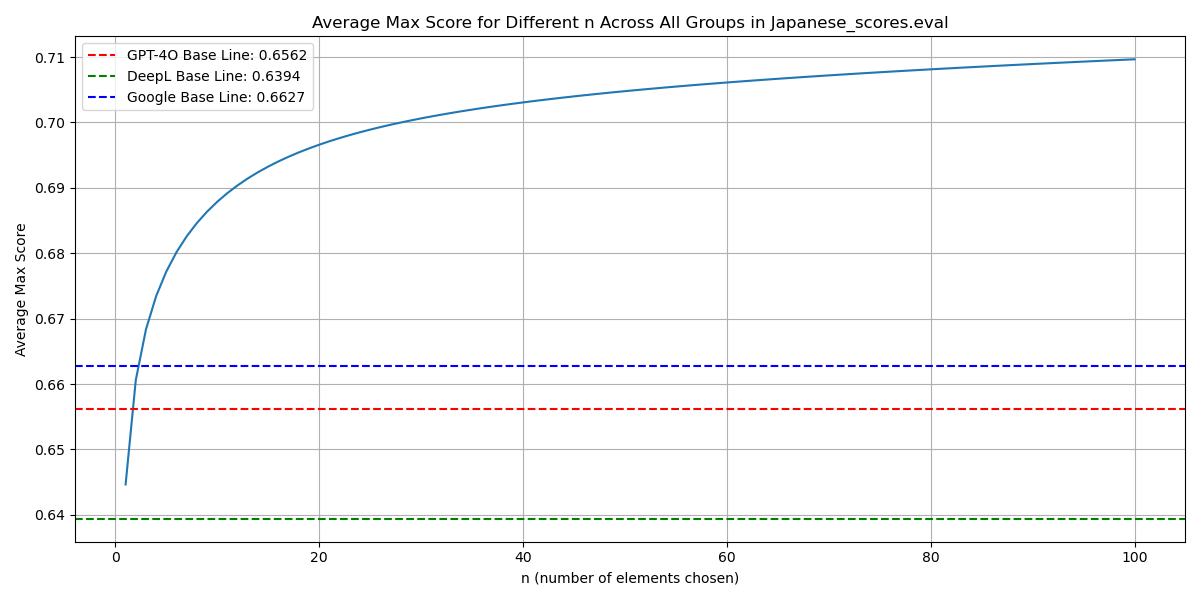 Average Max Score for Different n Across All Groups in Japanese_scores.eval
GPT-4O Base Line: 0.6562
DeepL Base Line: 0.6394
Google Base Line: 0.6627
Average Max Score
0.71
0.70
0.69
0.68
0.67
0.66
0.65
0.64
0 20 40 60 80 100
n (number of elements chosen)